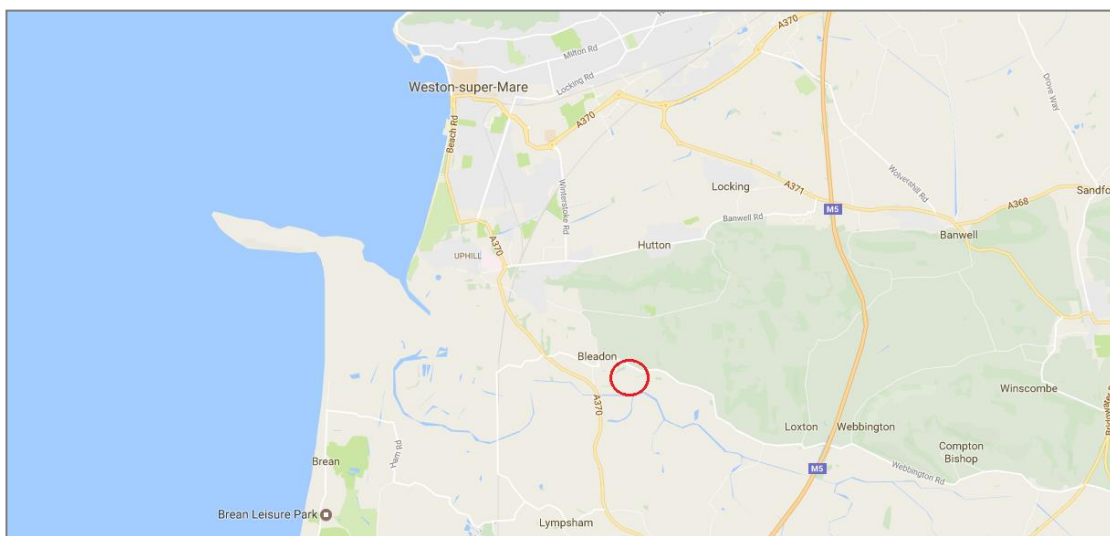 A370
Milton Rd
Weston-super-Mare
Locking Rd
Beach Rd
A370
Drove Way
Winterstoke Rd
Locking
A371
Wolvershill Rd
M5
A368
Banwell Rd
Banwell
A370
UPHILL
Hutton
Bleadon
Winscombe
A370
Loxton
Webbington
Compton
Bishop
Ham Rd
Brean
M5
Webbington Rd
Brean Leisure Park
Lympsham